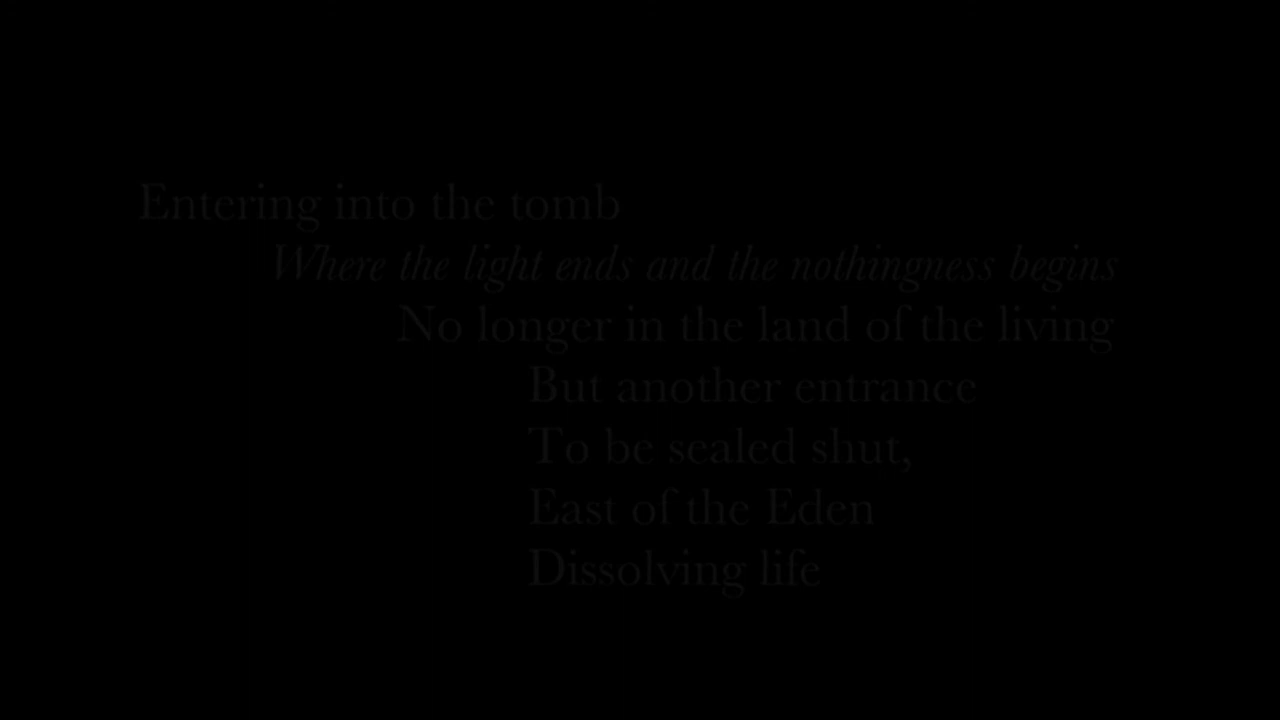 Entering into the tomb
Where the light ends and the nothingness begins
No longer in the land of the living
But another entrance
To be sealed shut,
East of the Eden
Dissolving life